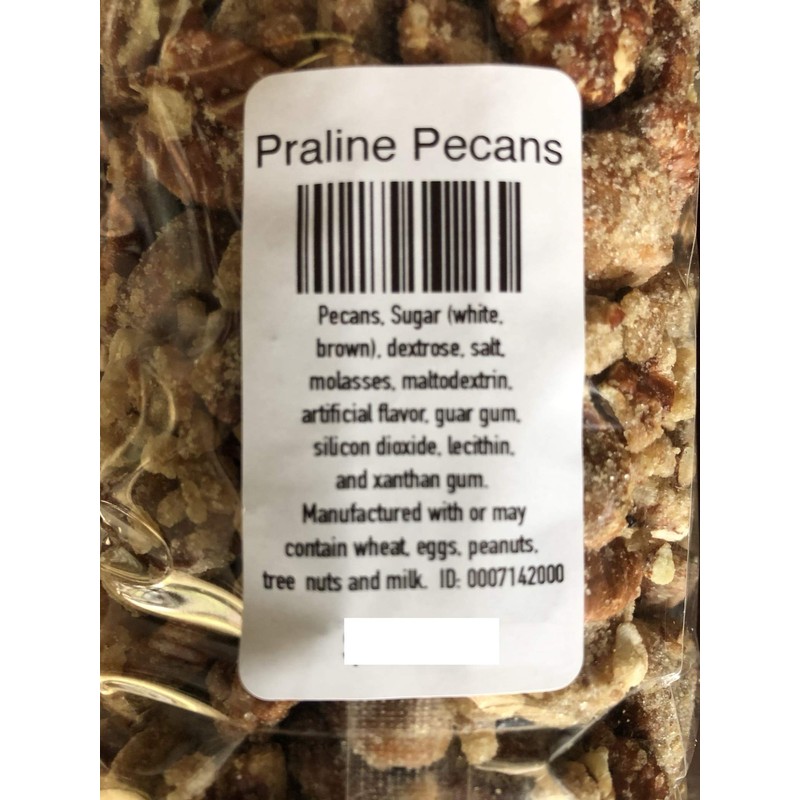 Praline Pecans
Pecans, Sugar (white,
brown), dextrose, salt,
molasses, maltodextrin,
artificial flavor, guar gum,
silicon dioxide, lecithin,
and xanthan gum.
Manufactured with or may
contain wheat, eggs, peanuts,
tree nuts and milk. ID: 0007142000